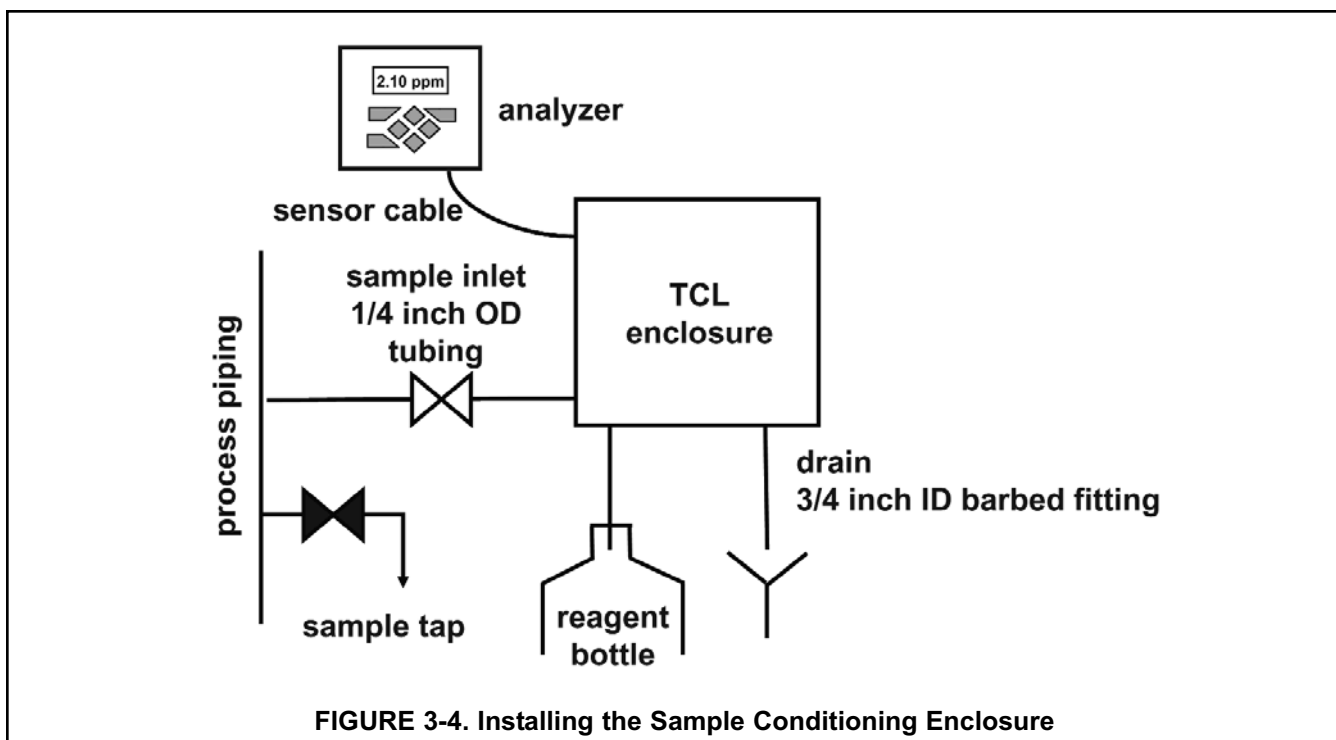 2.10 ppm
analyzer
sensor cable
sample inlet
1/4 inch OD
tubing
TCL
enclosure
process piping
drain
3/4 inch ID barbed fitting
sample tap
reagent
bottle
FIGURE 3-4. Installing the Sample Conditioning Enclosure